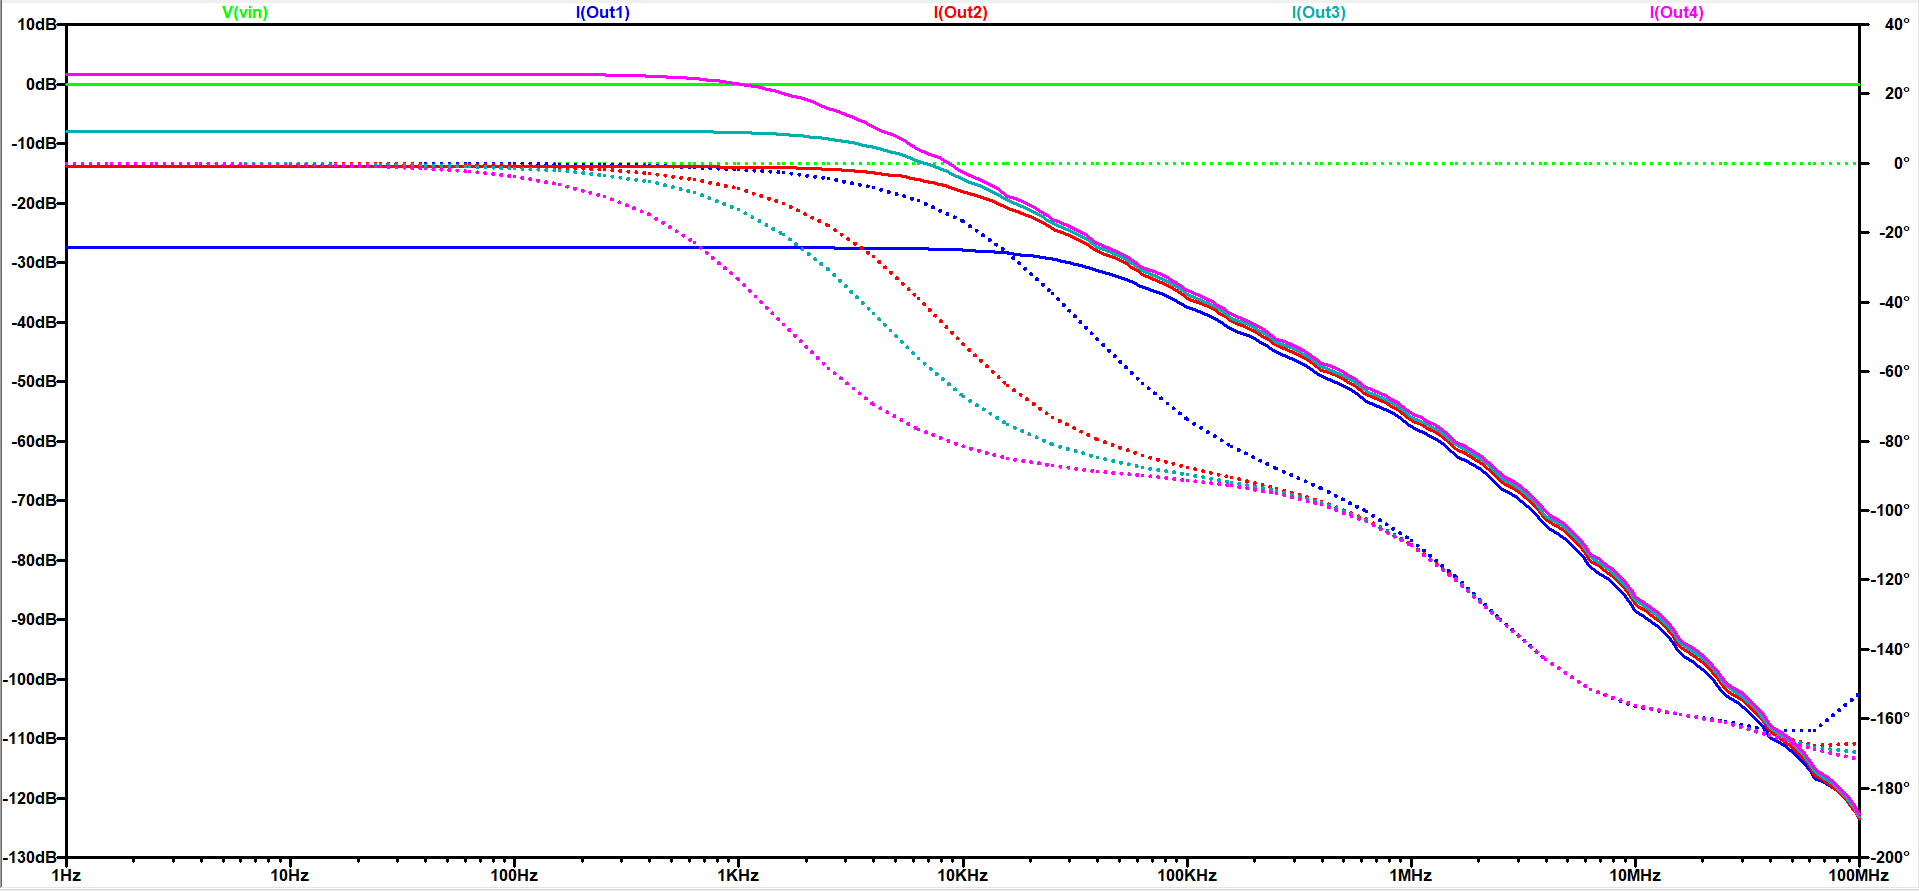 V(vin) I(Out1) I(Out2) I(Out3) I(Out4)
10dB 40°
0dB 20°
-10dB 0°
-20dB -20°
-30dB -40°
-40dB -60°
-50dB -80°
-60dB -100°
-70dB -120°
-80dB -140°
-90dB -160°
-100dB -180°
-110dB -200°
-120dB
-130dB
1Hz 10Hz 100Hz 1KHz 10KHz 100KHz 1MHz 10MHz 100MHz